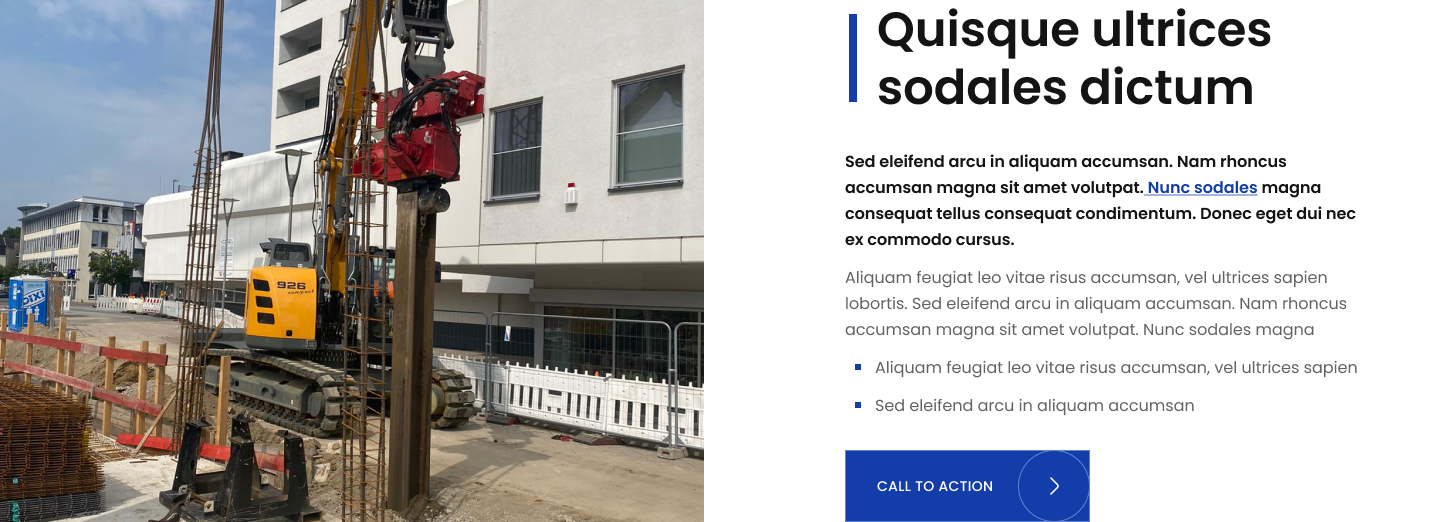 Quisque ultrices
sodales dictum
Sed eleifend arcu in aliquam accumsan. Nam rhoncus
accumsan magna sit amet volutpat. Nunc sodales magna
consequat tellus consequat condimentum. Donec eget dui nec
ex commodo cursus.
Aliquam feugiat leo vitae risus accumsan, vel ultrices sapien
lobortis. Sed eleifend arcu in aliquam accumsan. Nam rhoncus
accumsan magna sit amet volutpat. Nunc sodales magna
Aliquam feugiat leo vitae risus accumsan, vel ultrices sapien
Sed eleifend arcu in aliquam accumsan
CALL TO ACTION
926
compact